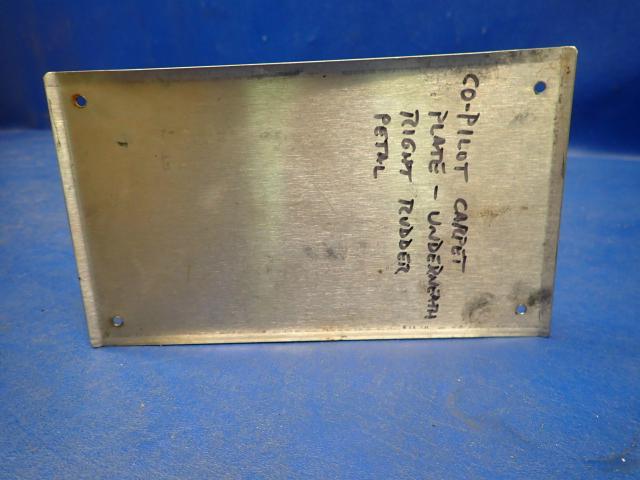 CO-PILOT CARPET
PLATE - UNDERNEATH
RIGHT RUDDER
PETAL